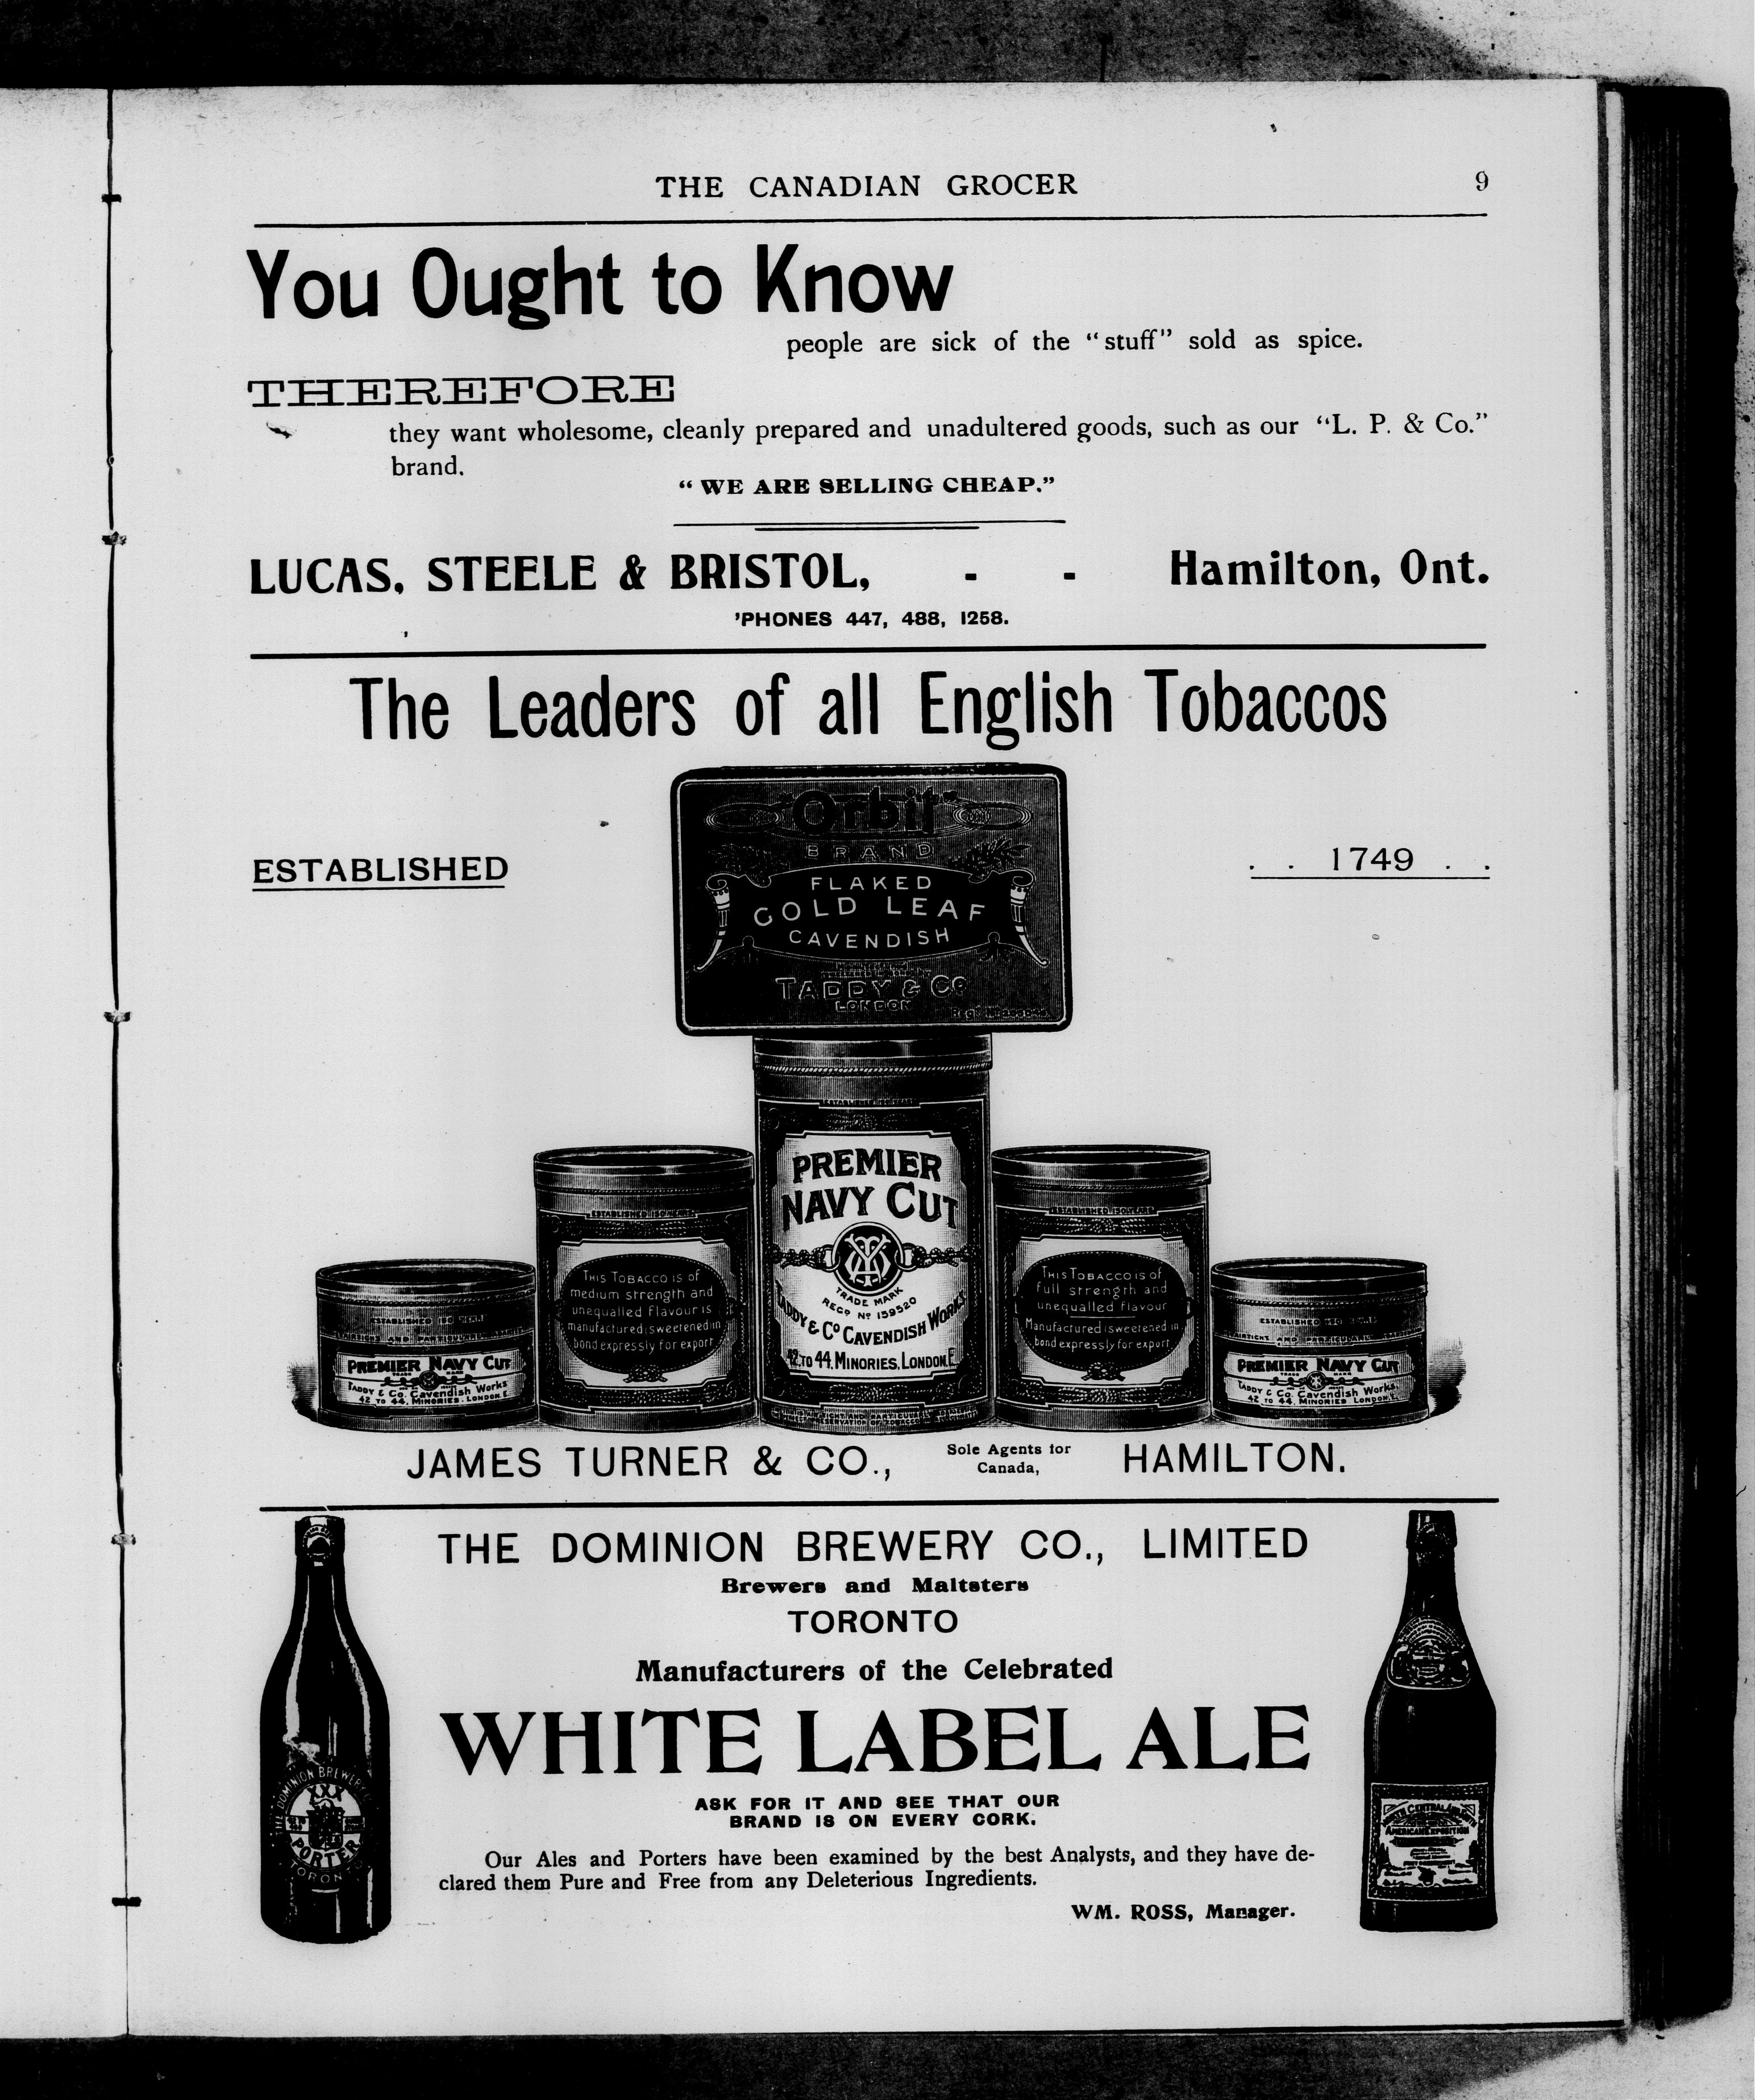 THE CANADIAN GROCER 9
You Ought to Know
people are sick of the “stuff” sold as spice.
THEREFORE
they want wholesome, cleanly prepared and unadultered goods, such as our “L. P. & Co.”
brand.
“WE ARE SELLING CHEAP.”
LUCAS, STEELE & BRISTOL, - - Hamilton, Ont.
’PHONES 447, 488, 1258.
The Leaders of all English Tobaccos
ESTABLISHED . . 1749 . .
"Orbit"
BRAND
FLAKED
GOLD LEAF
CAVENDISH
TADDY & Co
LONDON
PREMIER
NAVY CUT
TRADE MARK
REGD No 159520
TADDY & Co CAVENDISH WORKS
42 TO 44, MINORIES, LONDON, E.
THIS TOBACCO IS of
medium strength and
unequalled flavour is
manufactured & sweetened in
bond expressly for export
THIS TOBACCO IS of
full strength and
unequalled flavour
Manufactured & sweetened in
bond expressly for export
PREMIER NAVY CUT
TADDY & Co. Cavendish Works
42 TO 44, MINORIES. LONDON. E.
PREMIER NAVY CUT
TADDY & Co. Cavendish Works
42 TO 44, MINORIES LONDON. E.
JAMES TURNER & CO., Sole Agents for Canada, HAMILTON.
THE DOMINION BREWERY CO., LIMITED
Brewers and Maltsters
TORONTO
Manufacturers of the Celebrated
WHITE LABEL ALE
ASK FOR IT AND SEE THAT OUR
BRAND IS ON EVERY CORK.
Our Ales and Porters have been examined by the best Analysts, and they have de-
clared them Pure and Free from any Deleterious Ingredients.
WM. ROSS, Manager.
THE DOMINION BREWERY
XXX
PORTER
TORONTO